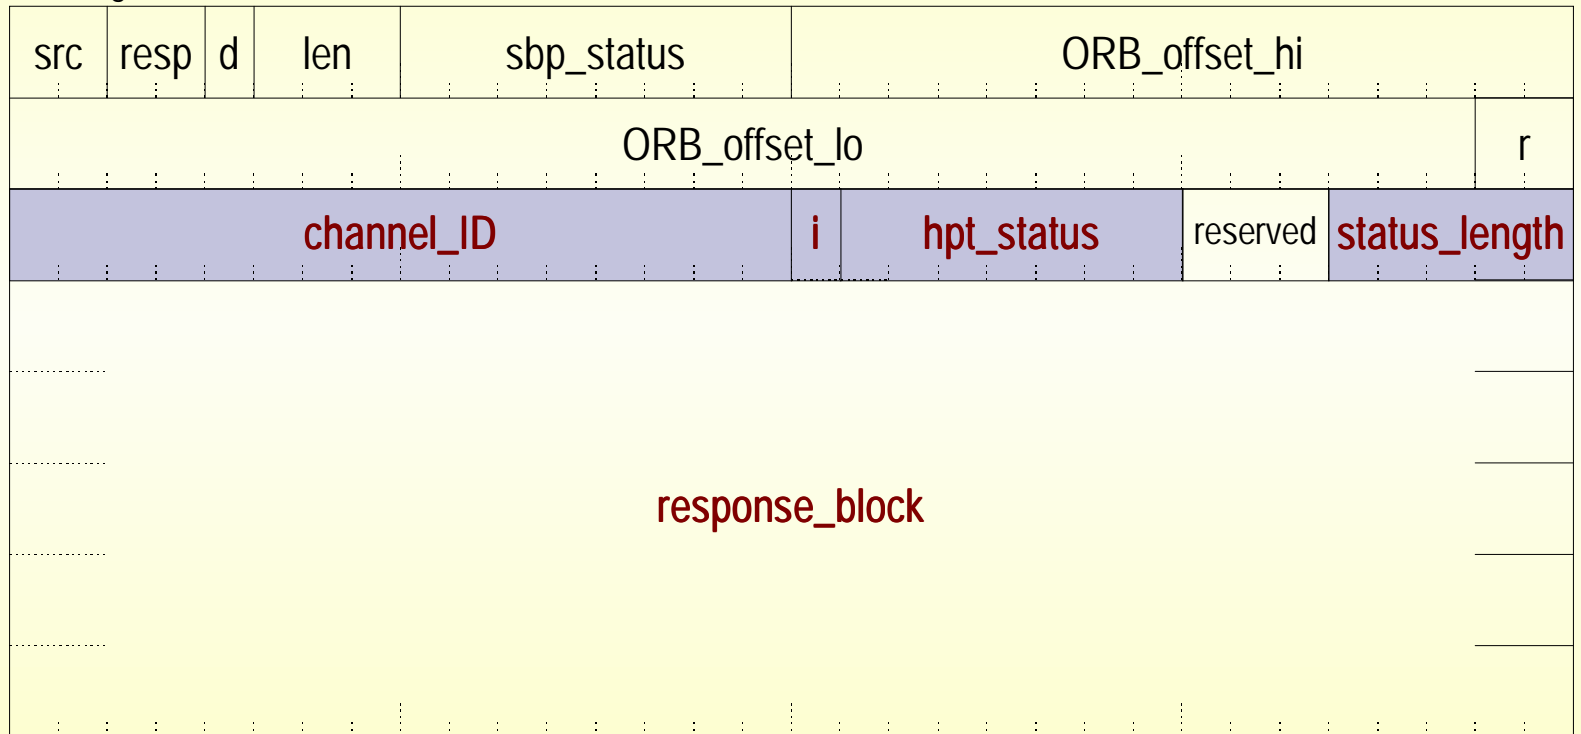 src resp d len sbp_status ORB_offset_hi
ORB_offset_lo r
channel_ID i hpt_status reserved status_length
response_block